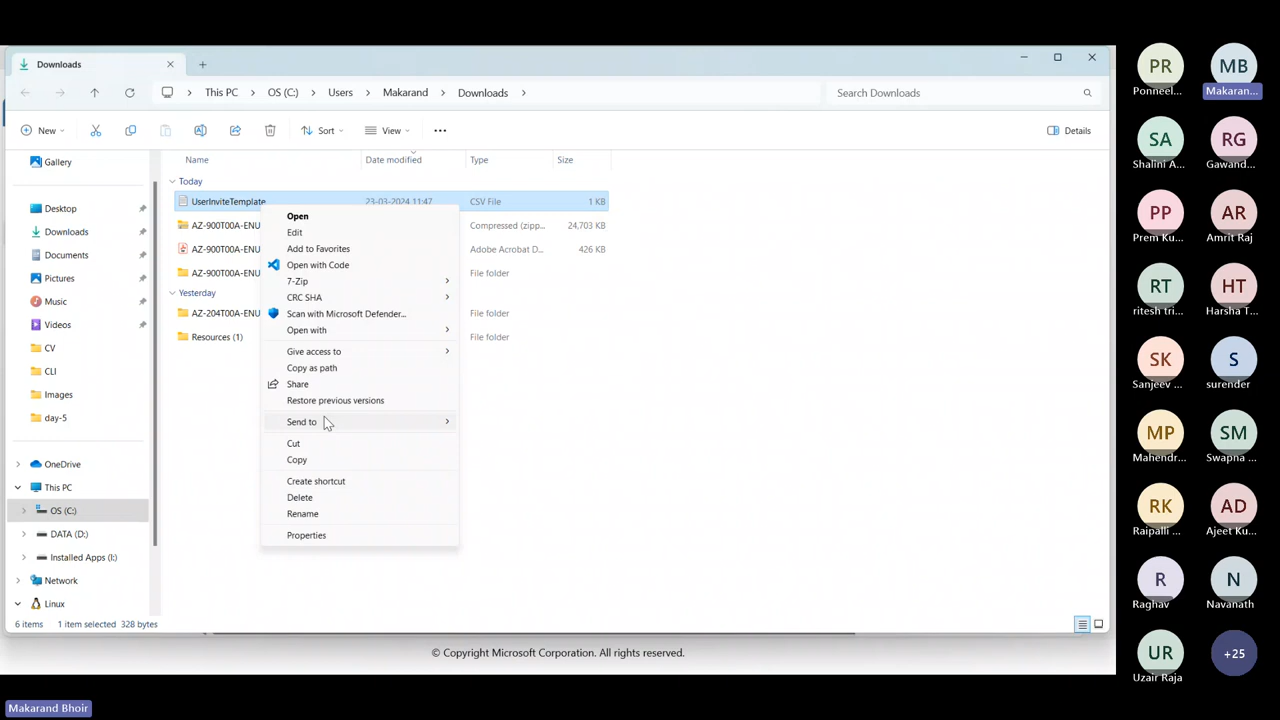 Downloads
This PC
OS (C:)
Users
Makarand
Downloads
Search Downloads
New
Sort
View
Details
Gallery
Desktop
Downloads
Documents
Pictures
Music
Videos
CV
CLI
Images
day-5
OneDrive
This PC
OS (C:)
DATA (D:)
Installed Apps (I:)
Network
Linux
Name
Date modified
Type
Size
Today
UserInviteTemplate
23-03-2024 11:47
CSV File
1 KB
AZ-900T00A-ENU
Compressed (zipp...
24,703 KB
AZ-900T00A-ENU
Adobe Acrobat D...
426 KB
AZ-900T00A-ENU
File folder
Yesterday
AZ-204T00A-ENU
File folder
Resources (1)
File folder
Open
Edit
Add to Favorites
Open with Code
7-Zip
CRC SHA
Scan with Microsoft Defender...
Open with
Give access to
Copy as path
Share
Restore previous versions
Send to
Cut
Copy
Create shortcut
Delete
Rename
Properties
6 items
1 item selected 328 bytes
© Copyright Microsoft Corporation. All rights reserved.
Makarand Bhoir
PR
Ponneel...
MB
Makaran...
SA
Shalini A...
RG
Gawand...
PP
Prem Ku...
AR
Amrit Raj
RT
ritesh tri...
HT
Harsha T...
SK
Sanjeev ...
S
surender
MP
Mahendr...
SM
Swapna ...
RK
Raipalli ...
AD
Ajeet Ku...
R
Raghav
N
Navanath
UR
Uzair Raja
+25